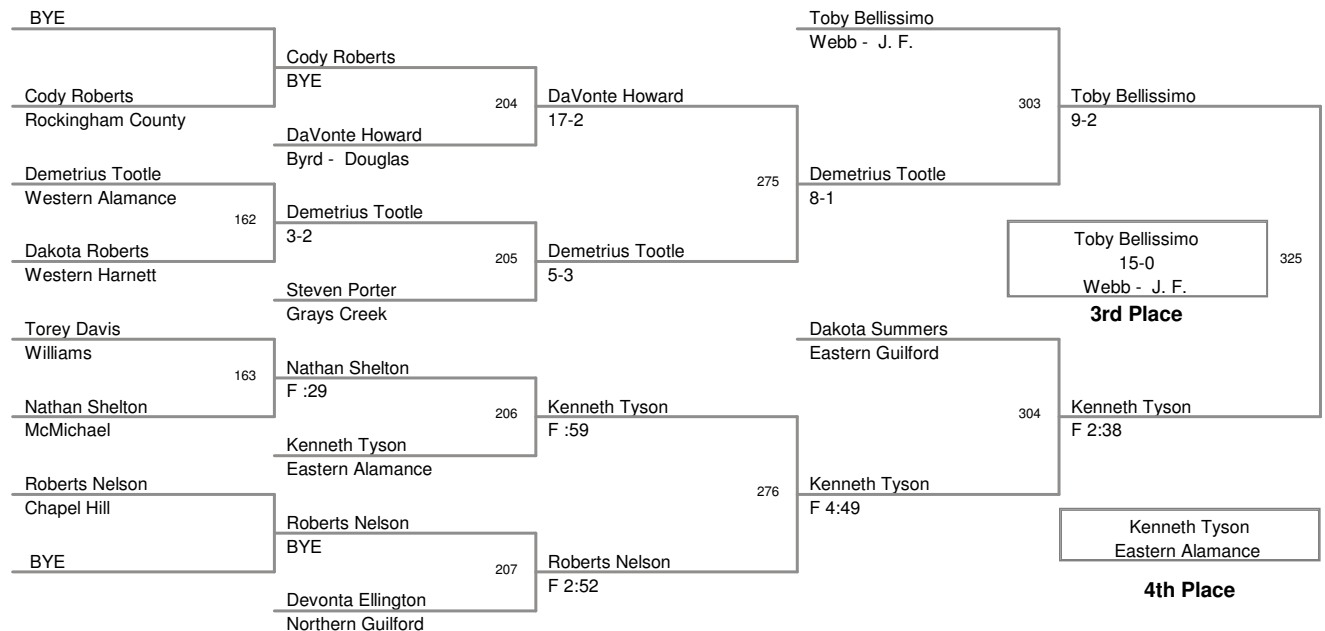 BYE
Cody Roberts
Rockingham County
Demetrius Tootle
Western Alamance
162
Dakota Roberts
Western Harnett
Torey Davis
Williams
163
Nathan Shelton
McMichael
Roberts Nelson
Chapel Hill
BYE
Cody Roberts
BYE
204
DaVonte Howard
Byrd - Douglas
Demetrius Tootle
3-2
205
Steven Porter
Grays Creek
Nathan Shelton
F :29
206
Kenneth Tyson
Eastern Alamance
Roberts Nelson
BYE
207
Devonta Ellington
Northern Guilford
DaVonte Howard
17-2
275
Demetrius Tootle
5-3
Kenneth Tyson
F :59
276
Roberts Nelson
F 2:52
Toby Bellissimo
Webb - J. F.
303
Demetrius Tootle
8-1
Dakota Summers
Eastern Guilford
304
Kenneth Tyson
F 4:49
Toby Bellissimo
9-2
Toby Bellissimo
15-0
Webb - J. F.
325
3rd Place
Kenneth Tyson
F 2:38
Kenneth Tyson
Eastern Alamance
4th Place